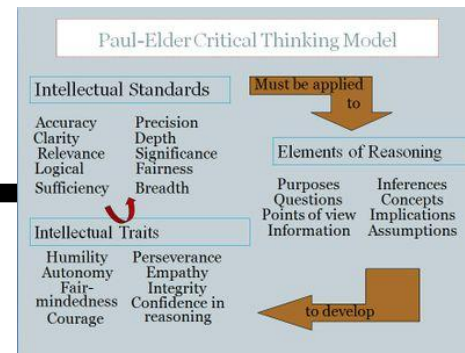 Paul-Elder Critical Thinking Model
Intellectual Standards
Accuracy Precision
Clarity Depth
Relevance Significance
Logical Fairness
Sufficiency Breadth
Must be applied
to
Elements of Reasoning
Purposes Inferences
Questions Concepts
Points of view Implications
Information Assumptions
Intellectual Traits
Humility Perseverance
Autonomy Empathy
Fair- Integrity
mindedness Confidence in
Courage reasoning
to develop